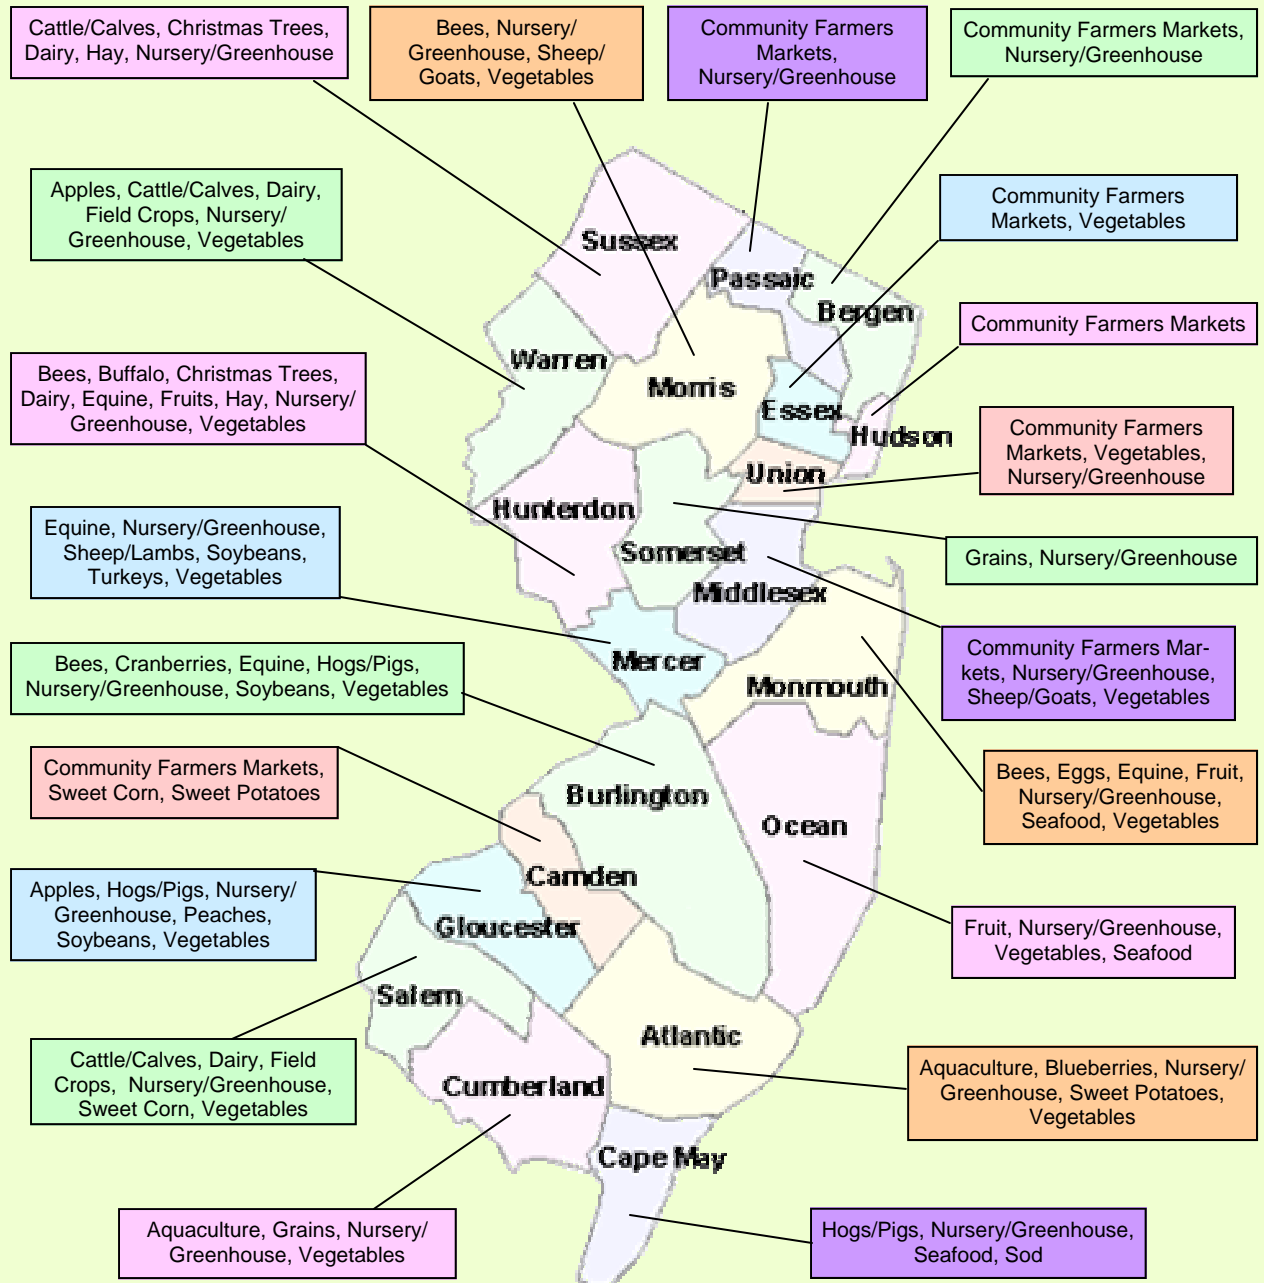 Cattle/Calves, Christmas Trees,
Dairy, Hay, Nursery/Greenhouse
Bees, Nursery/
Greenhouse, Sheep/
Goats, Vegetables
Community Farmers
Markets,
Nursery/Greenhouse
Community Farmers Markets,
Nursery/Greenhouse
Apples, Cattle/Calves, Dairy,
Field Crops, Nursery/
Greenhouse, Vegetables
Community Farmers
Markets, Vegetables
Sussex
Passaic
Bergen
Community Farmers Markets
Warren
Morris
Essex
Hudson
Bees, Buffalo, Christmas Trees,
Dairy, Equine, Fruits, Hay, Nursery/
Greenhouse, Vegetables
Community Farmers
Markets, Vegetables,
Nursery/Greenhouse
Union
Hunterdon
Somerset
Equine, Nursery/Greenhouse,
Sheep/Lambs, Soybeans,
Turkeys, Vegetables
Grains, Nursery/Greenhouse
Middlesex
Mercer
Monmouth
Bees, Cranberries, Equine, Hogs/Pigs,
Nursery/Greenhouse, Soybeans, Vegetables
Community Farmers Mar-
kets, Nursery/Greenhouse,
Sheep/Goats, Vegetables
Community Farmers Markets,
Sweet Corn, Sweet Potatoes
Burlington
Ocean
Bees, Eggs, Equine, Fruit,
Nursery/Greenhouse,
Seafood, Vegetables
Camden
Gloucester
Apples, Hogs/Pigs, Nursery/
Greenhouse, Peaches,
Soybeans, Vegetables
Fruit, Nursery/Greenhouse,
Vegetables, Seafood
Salem
Atlantic
Cattle/Calves, Dairy, Field
Crops, Nursery/Greenhouse,
Sweet Corn, Vegetables
Cumberland
Aquaculture, Blueberries, Nursery/
Greenhouse, Sweet Potatoes,
Vegetables
Cape May
Aquaculture, Grains, Nursery/
Greenhouse, Vegetables
Hogs/Pigs, Nursery/Greenhouse,
Seafood, Sod